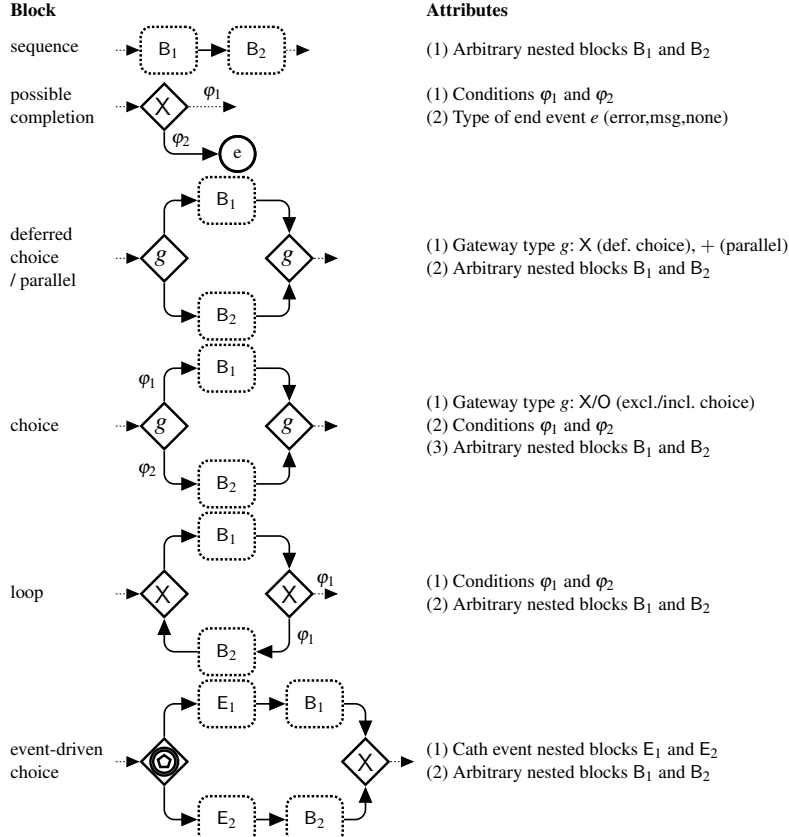 Block Attributes
sequence B₁ B₂ (1) Arbitrary nested blocks B₁ and B₂
possible completion X φ₁ φ₂ e (1) Conditions φ₁ and φ₂
(2) Type of end event e (error,msg,none)
deferred choice / parallel g B₁ B₂ g (1) Gateway type g: X (def. choice), + (parallel)
(2) Arbitrary nested blocks B₁ and B₂
choice φ₁ φ₂ g B₁ B₂ g (1) Gateway type g: X/O (excl./incl. choice)
(2) Conditions φ₁ and φ₂
(3) Arbitrary nested blocks B₁ and B₂
loop X B₁ B₂ X φ₁ φ₁ (1) Conditions φ₁ and φ₂
(2) Arbitrary nested blocks B₁ and B₂
event-driven choice E₁ B₁ E₂ B₂ X (1) Cath event nested blocks E₁ and E₂
(2) Arbitrary nested blocks B₁ and B₂